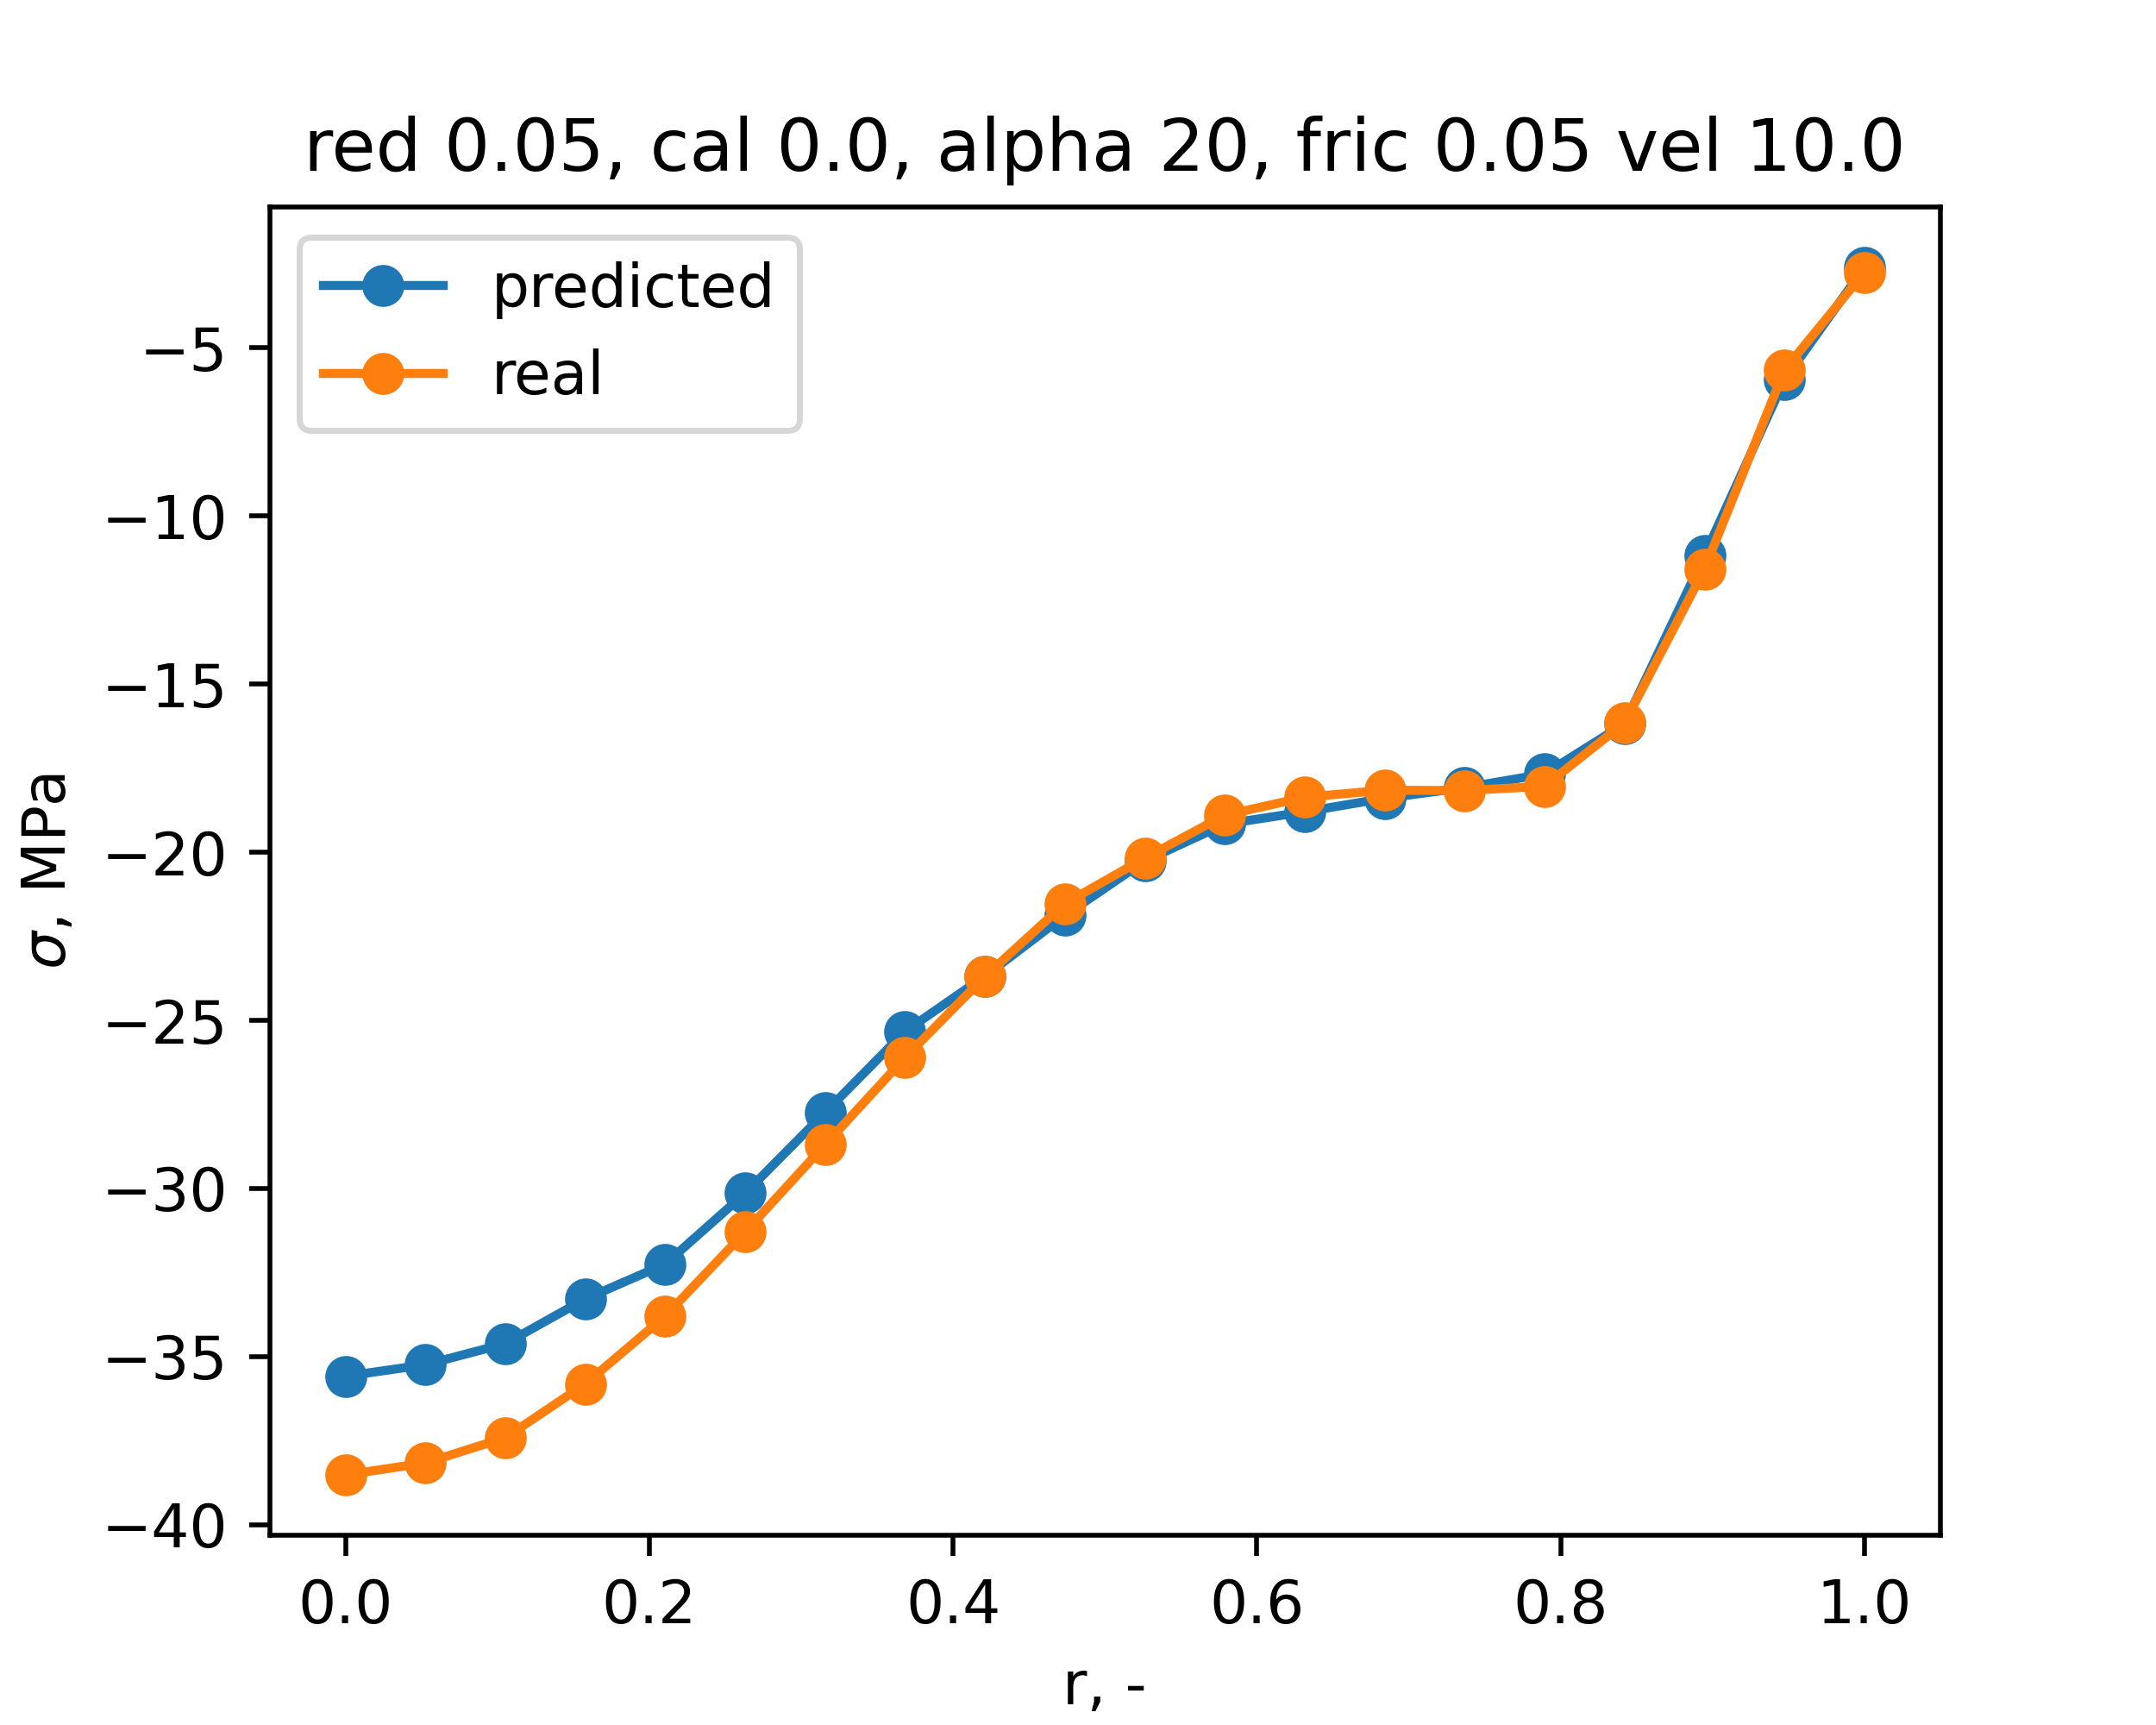 red 0.05, cal 0.0, alpha 20, fric 0.05 vel 10.0
predicted
real
−5
−10
−15
−20
−25
−30
−35
−40
σ, MPa
0.0 0.2 0.4 0.6 0.8 1.0
r, -